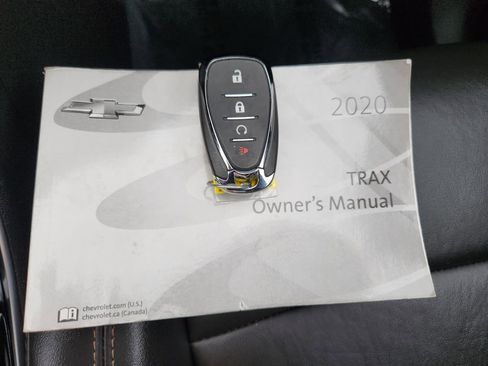 2020
TRAX
Owner's Manual
chevrolet.com (U.S.)
chevrolet.ca (Canada)